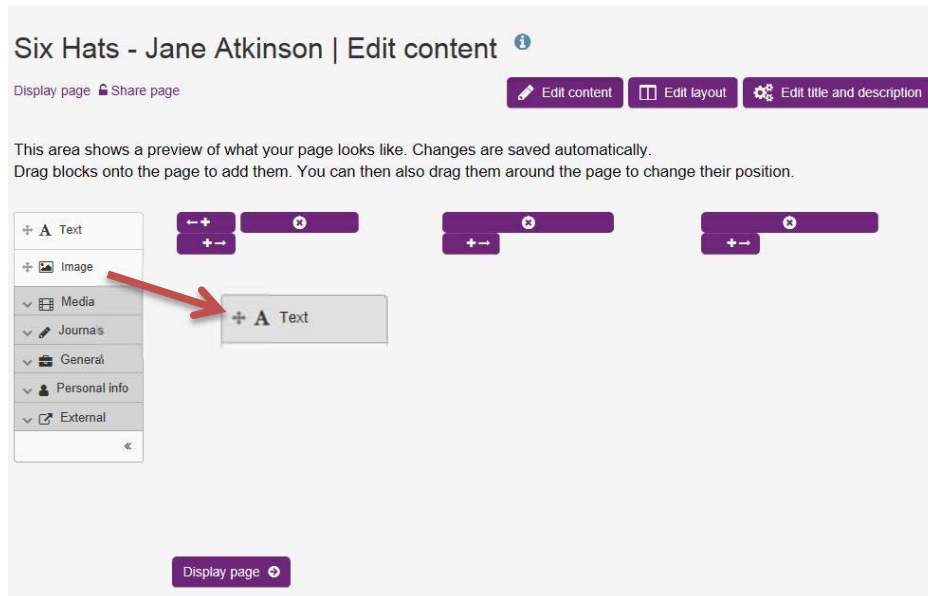 Six Hats - Jane Atkinson | Edit content
Display page Share page
Edit content
Edit layout
Edit title and description
This area shows a preview of what your page looks like. Changes are saved automatically.
Drag blocks onto the page to add them. You can then also drag them around the page to change their position.
Text
Image
Media
Journals
General
Personal info
External
«
Text
Display page